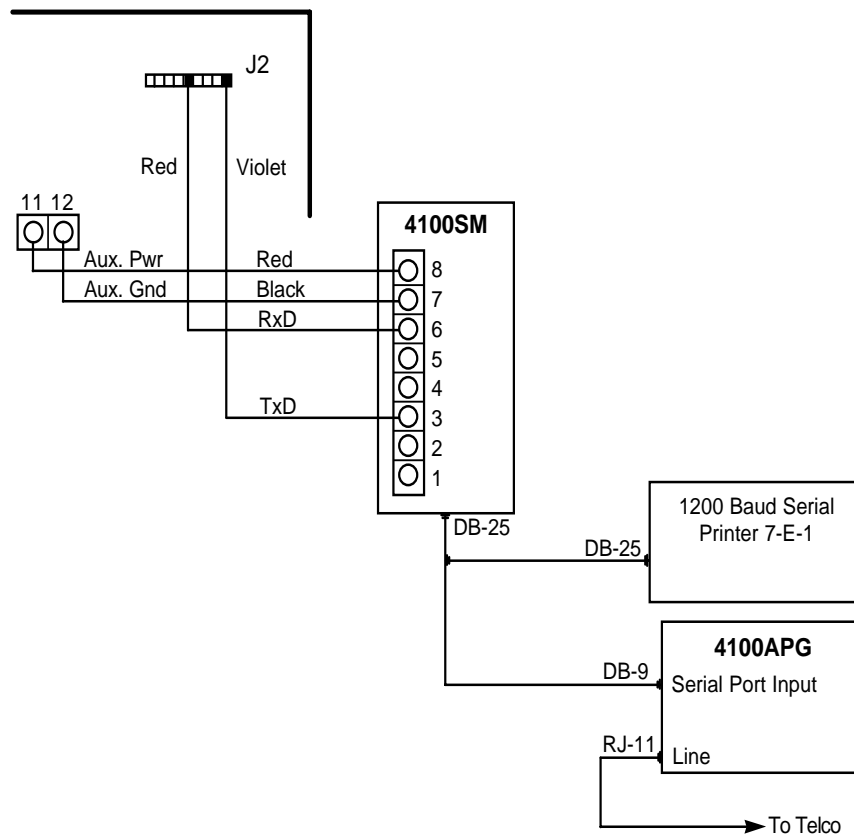 J2
Red
Violet
11 12
4100SM
Aux. Pwr
Red
8
Aux. Gnd
Black
7
RxD
6
5
4
TxD
3
2
1
DB-25
1200 Baud Serial
Printer 7-E-1
DB-25
4100APG
DB-9
Serial Port Input
RJ-11
Line
To Telco